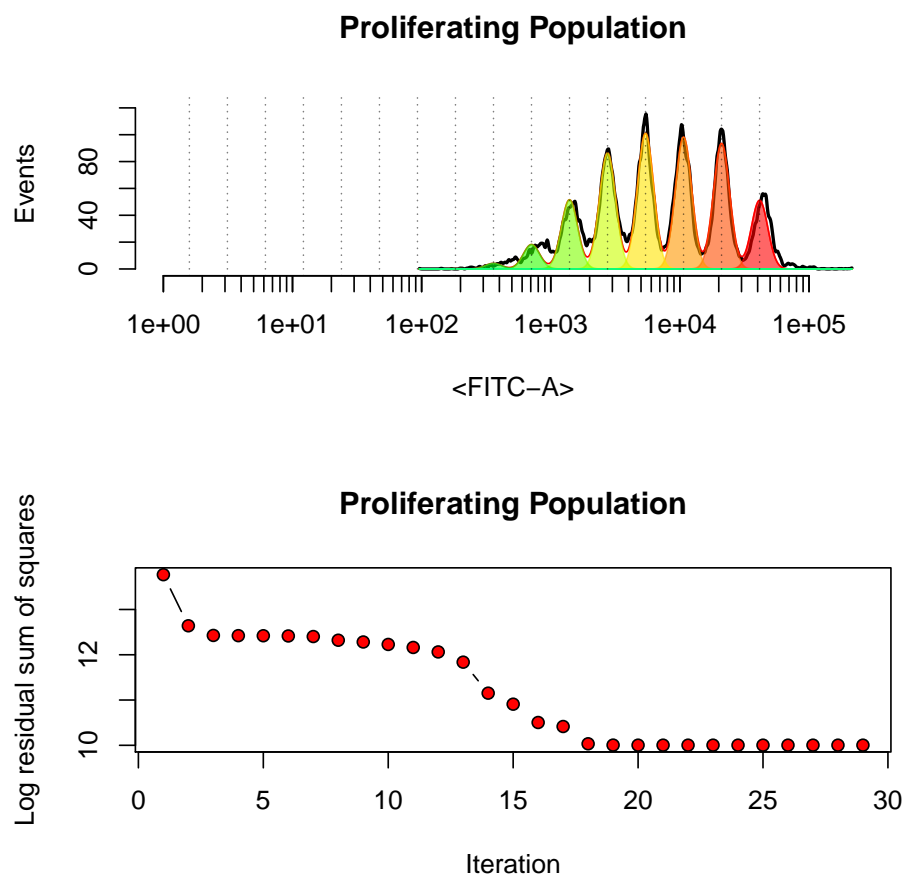 Proliferating Population
Events
0 40 80
1e+00 1e+01 1e+02 1e+03 1e+04 1e+05
<FITC−A>
Proliferating Population
Log residual sum of squares
10 12
0 5 10 15 20 25 30
Iteration